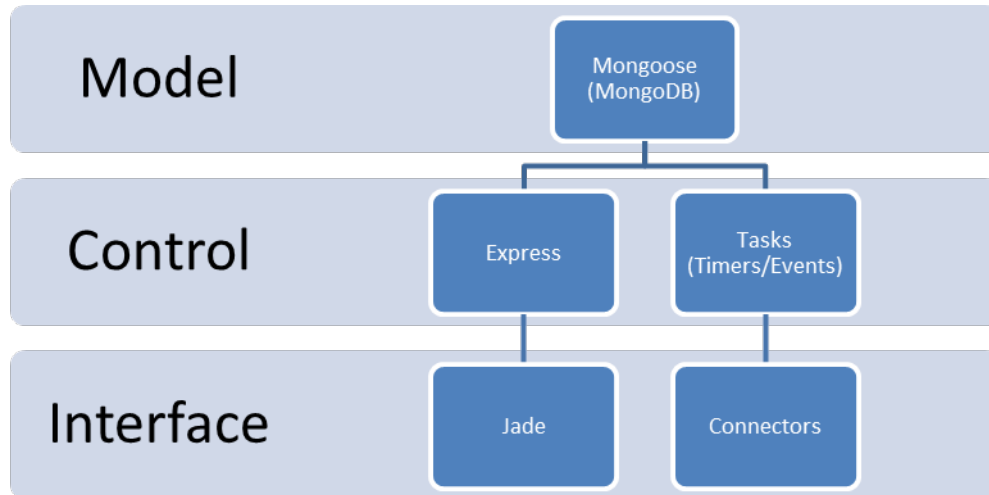 Model
Mongoose
(MongoDB)
Control
Express
Tasks
(Timers/Events)
Interface
Jade
Connectors